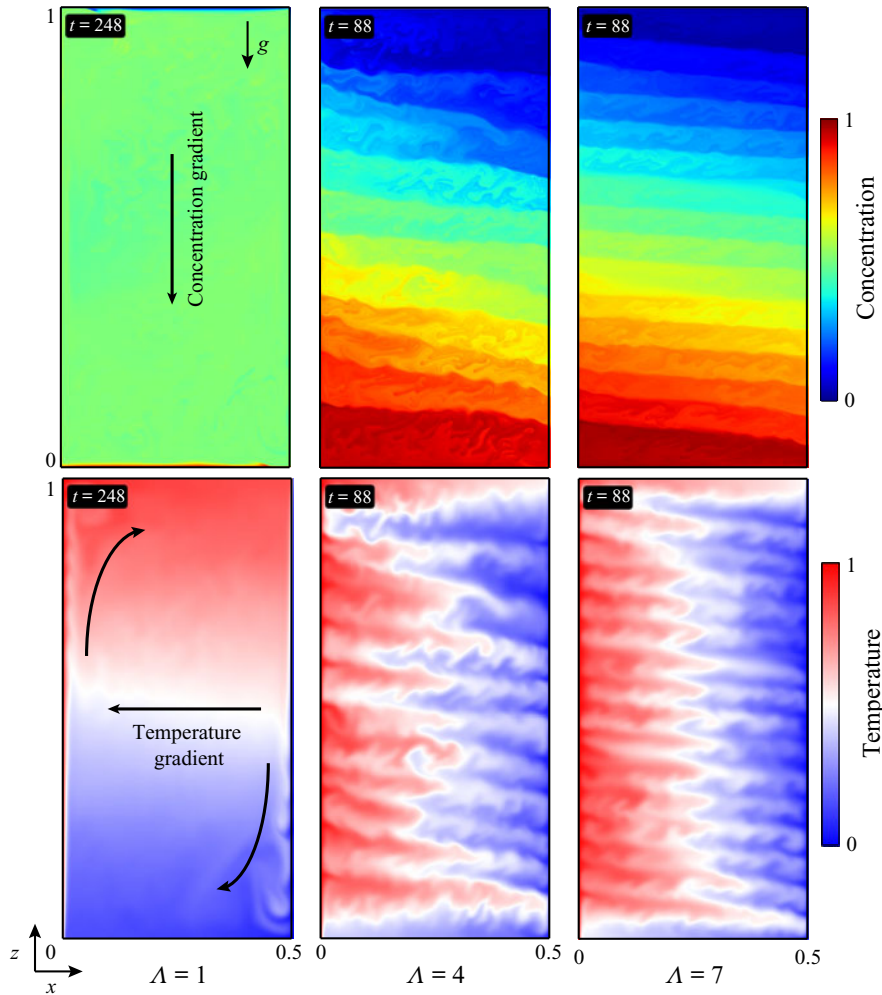 1
t = 248
g
Concentration gradient
0
t = 88
t = 88
1
Concentration
0
1
t = 248
Temperature
gradient
t = 88
t = 88
1
Temperature
0
0.5
0
0.5
0
0.5
z
x
Λ = 1
Λ = 4
Λ = 7